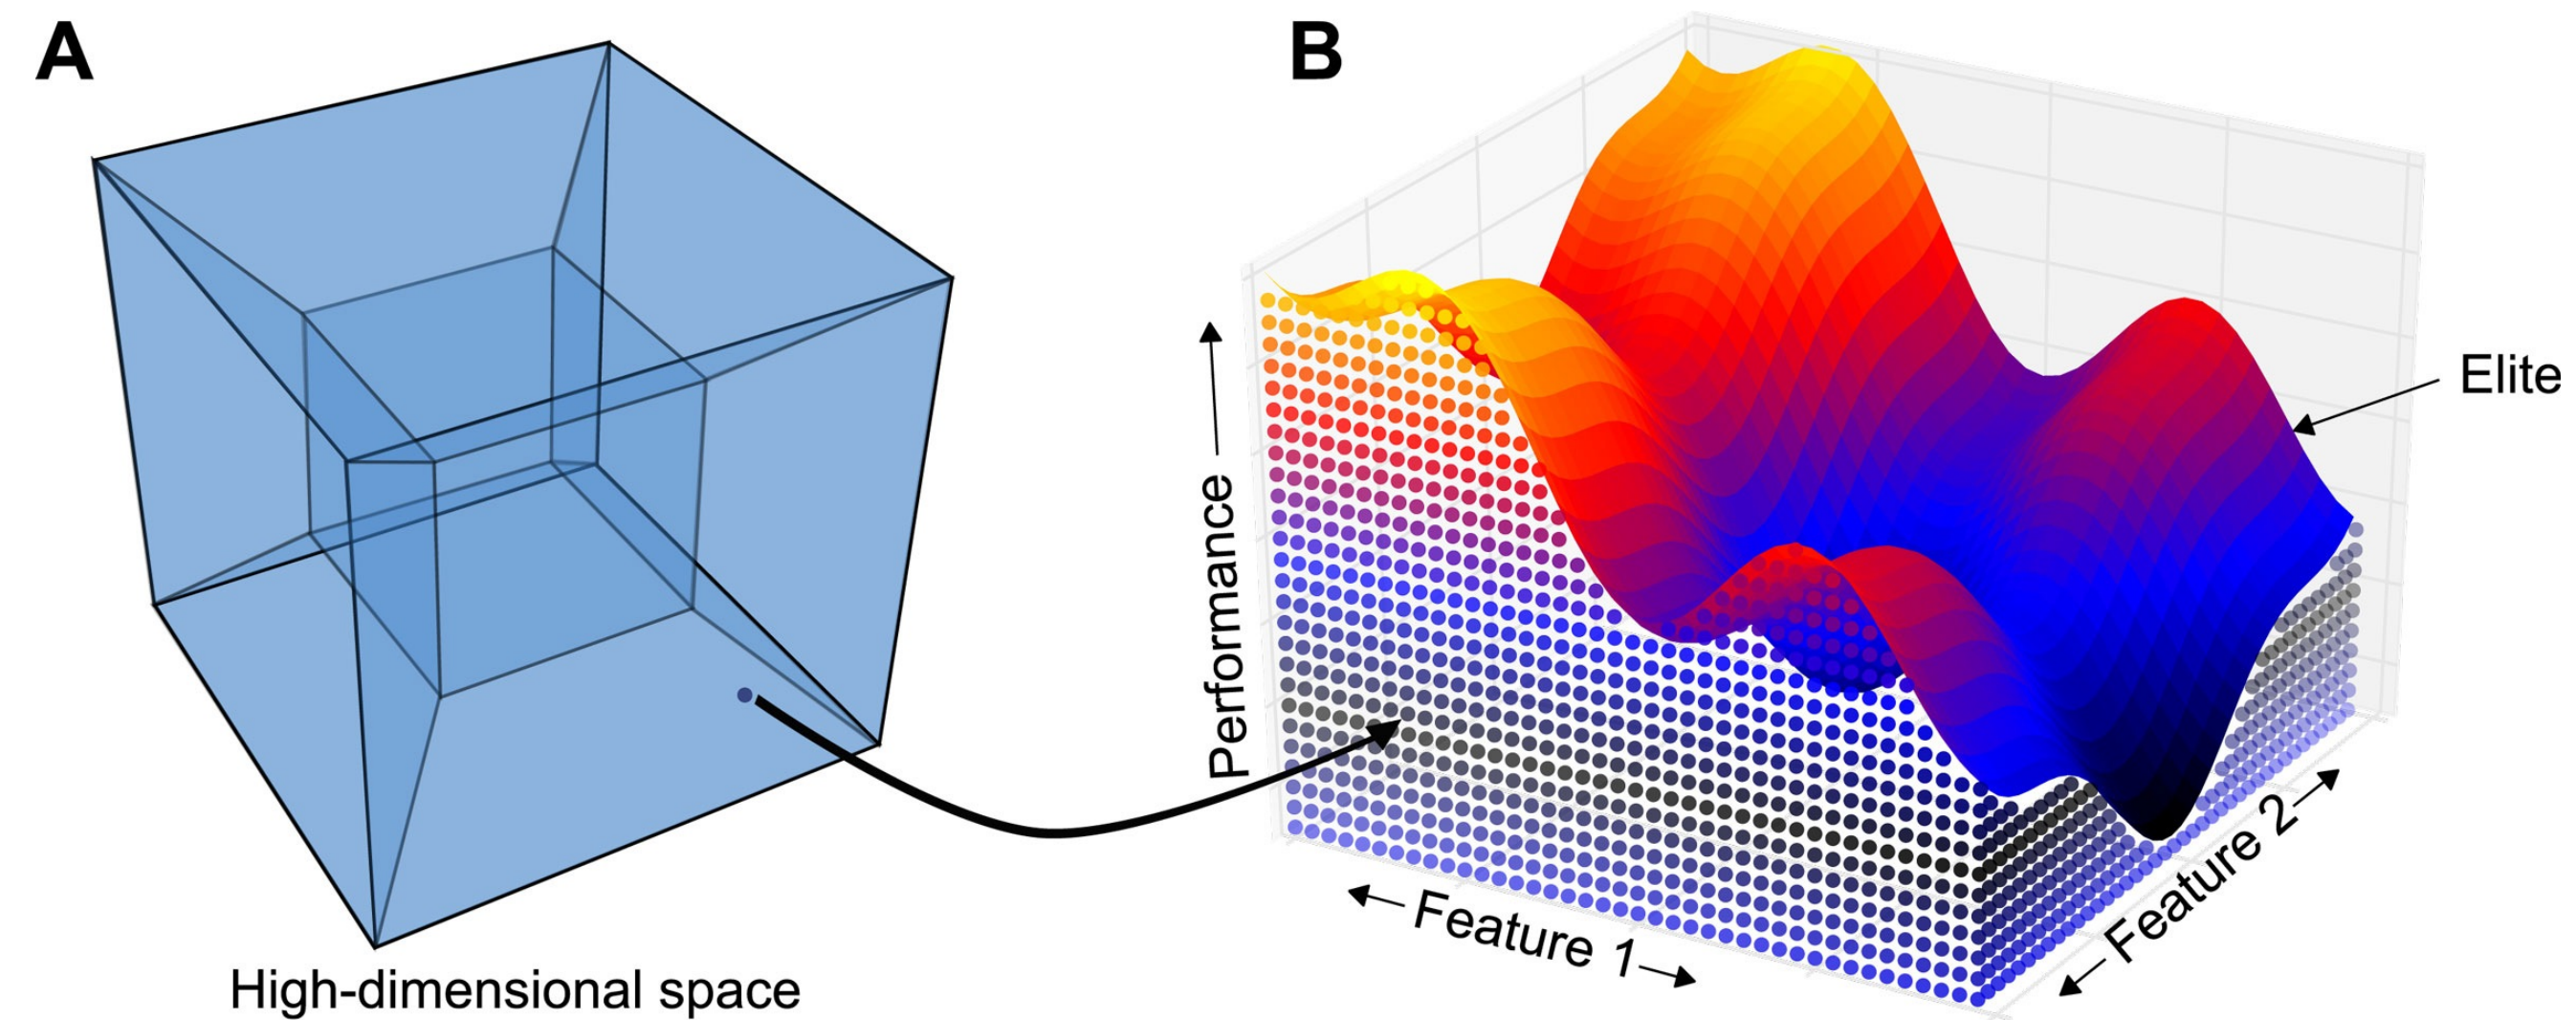 A
High-dimensional space
B
Performance
Feature 1
Feature 2
Elite